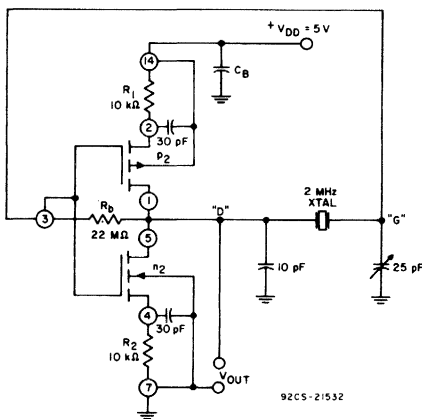 + VDD = 5 V
14
CB
R1
10 kΩ
2
30 pF
p2
1
3
Rb
"D"
2 MHz
XTAL
"G"
22 MΩ
5
n2
10 pF
25 pF
4
30 pF
R2
10 kΩ
7
VOUT
92CS-21532